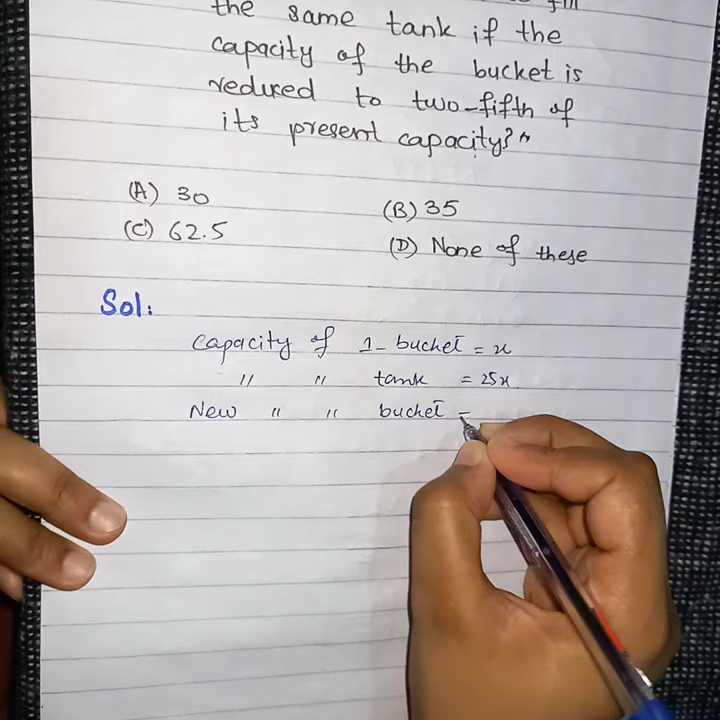 the same tank if the
capacity of the bucket is
reduced to two-fifth of
its present capacity?"
(A) 30
(B) 35
(C) 62.5
(D) None of these
Sol:
Capacity of 1-bucket = x
" " tank = 25x.
New " " bucket =